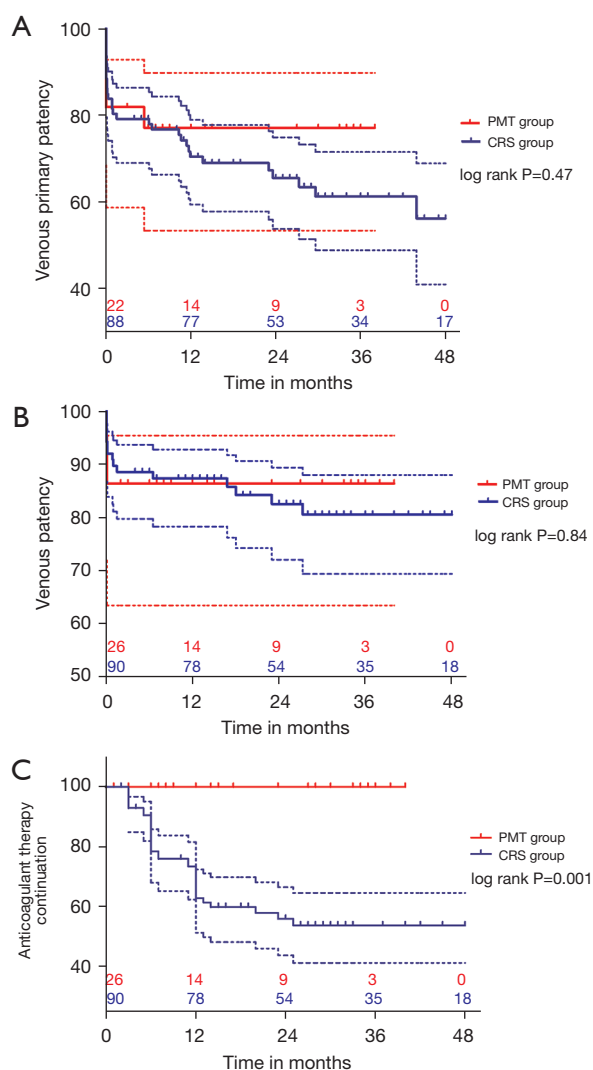 A
100
80
60
40
Venous primary patency
PMT group
CRS group
log rank P=0.47
22 14 9 3 0
88 77 53 34 17
0 12 24 36 48
Time in months
B
100
90
80
70
60
50
Venous patency
PMT group
CRS group
log rank P=0.84
26 14 9 3 0
90 78 54 35 18
0 12 24 36 48
Time in months
C
100
80
60
40
Anticoagulant therapy
continuation
PMT group
CRS group
log rank P=0.001
26 14 9 3 0
90 78 54 35 18
0 12 24 36 48
Time in months